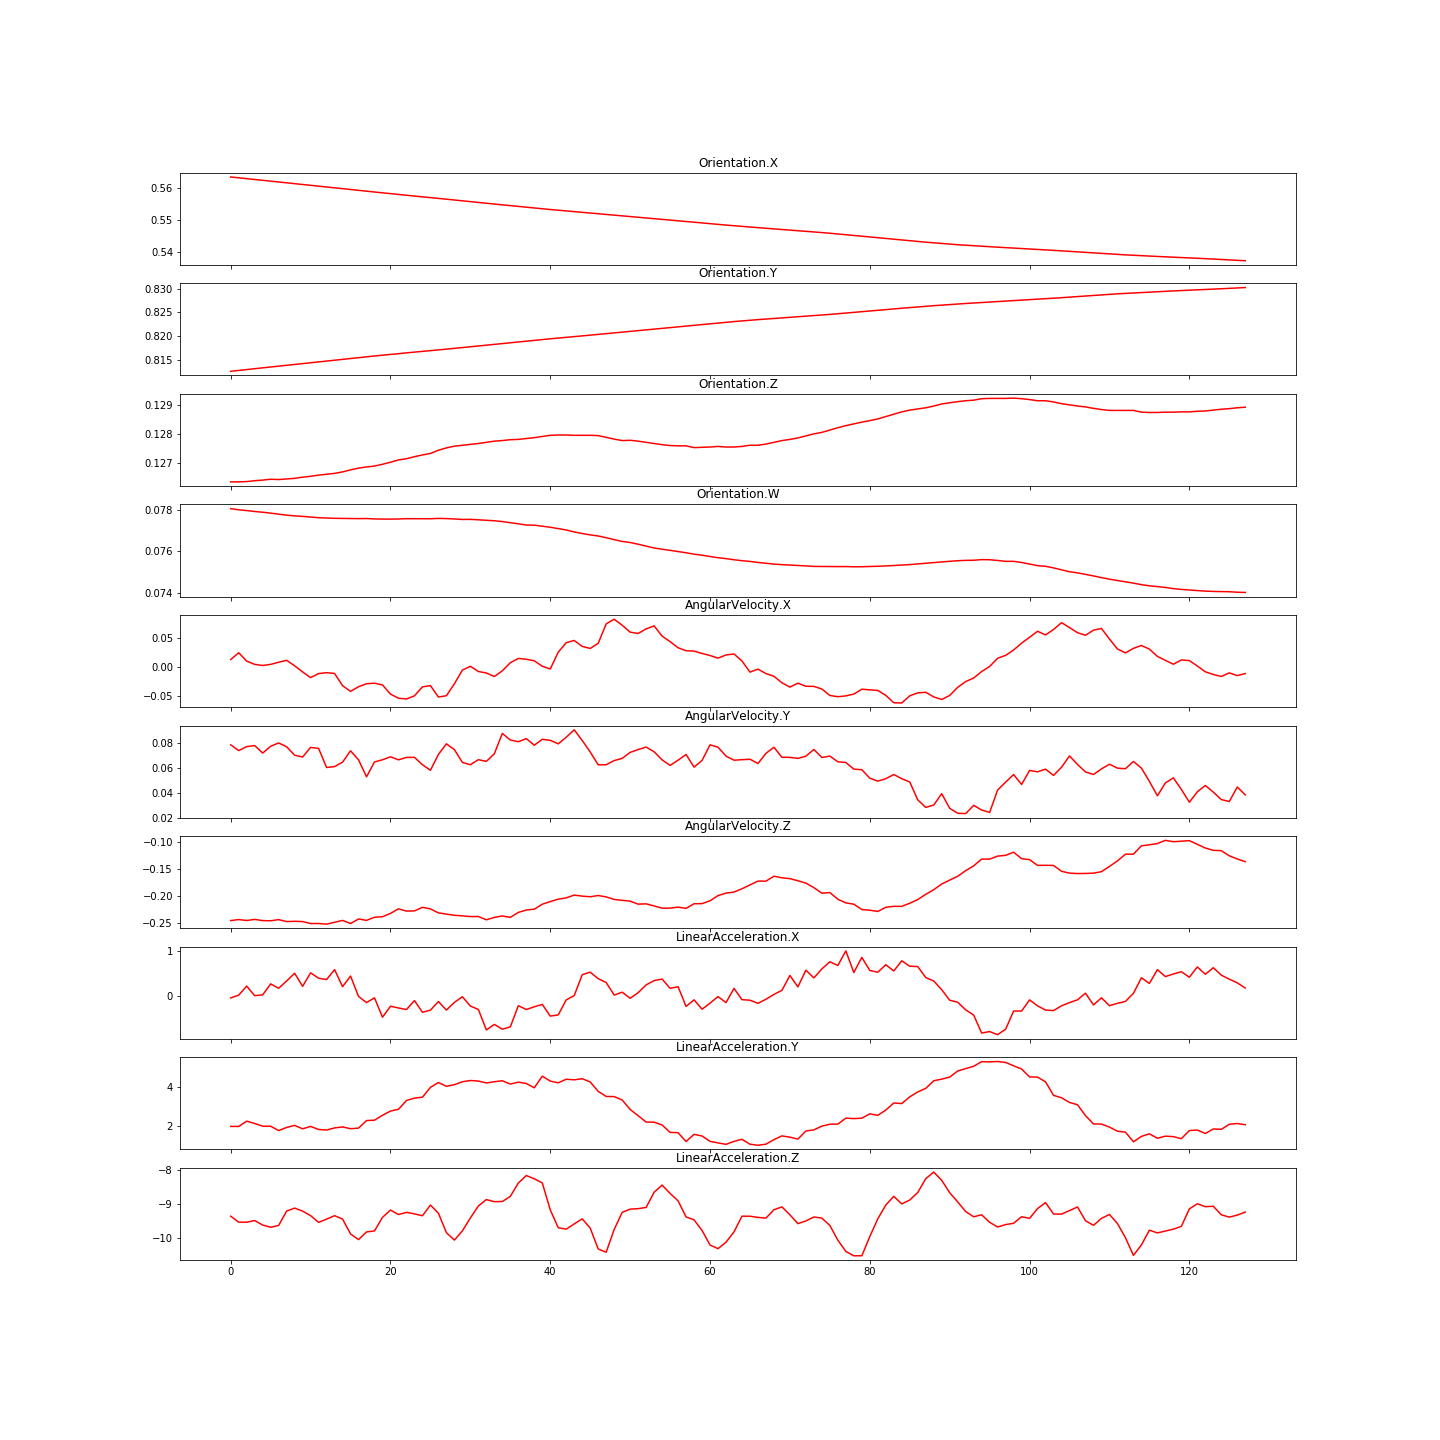 Orientation.X
0.56
0.55
0.54
Orientation.Y
0.830
0.825
0.820
0.815
Orientation.Z
0.129
0.128
0.127
Orientation.W
0.078
0.076
0.074
AngularVelocity.X
0.05
0.00
−0.05
AngularVelocity.Y
0.08
0.06
0.04
0.02
AngularVelocity.Z
−0.10
−0.15
−0.20
−0.25
LinearAcceleration.X
1
0
LinearAcceleration.Y
4
2
LinearAcceleration.Z
−8
−9
−10
0 20 40 60 80 100 120